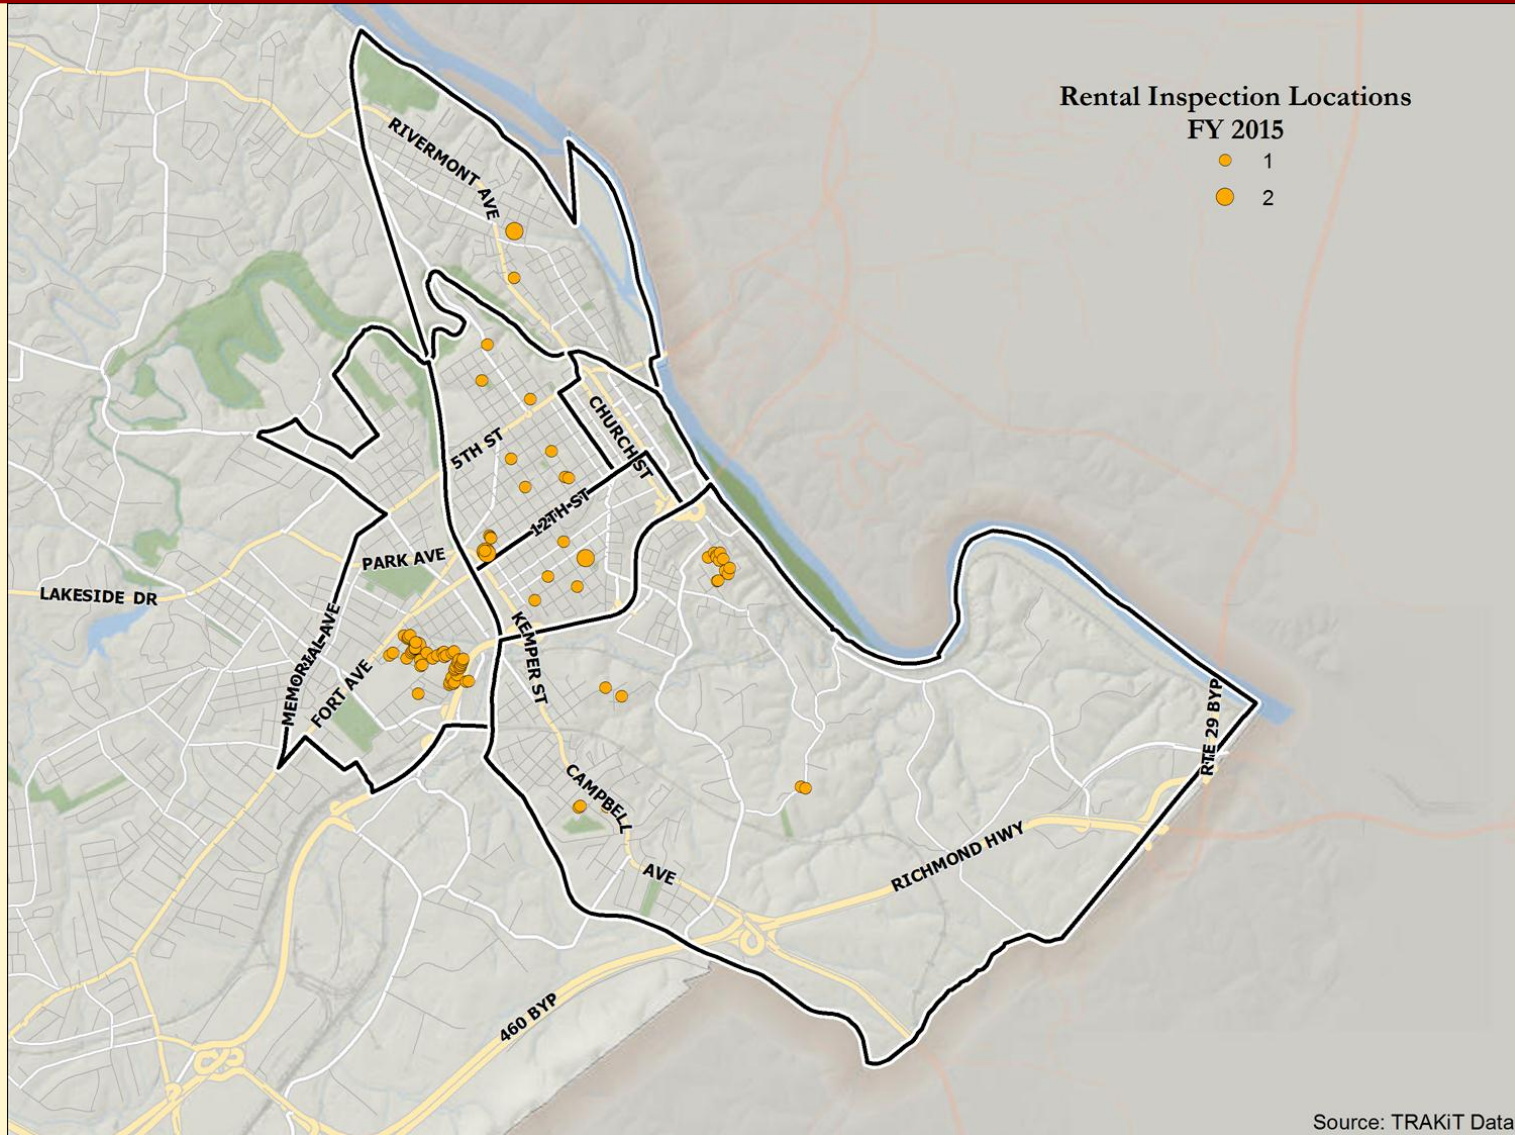 Rental Inspection Locations
FY 2015
1
2
RIVERMONT AVE
CHURCH ST
5TH ST
12TH ST
PARK AVE
LAKESIDE DR
MEMORIAL AVE
FORT AVE
KEMPER ST
RTE 29 BYP
CAMPBELL
AVE
RICHMOND HWY
460 BYP
Source: TRAKiT Data